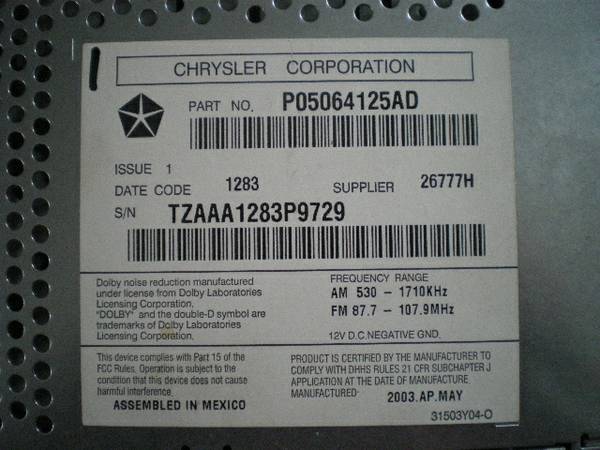 CHRYSLER CORPORATION
PART NO. P05064125AD
ISSUE 1
DATE CODE 1283 SUPPLIER 26777H
S/N TZAAA1283P9729
Dolby noise reduction manufactured
under license from Dolby Laboratories
Licensing Corporation.
"DOLBY" and the double-D symbol are
trademarks of Dolby Laboratories
Licensing Corporation.
FREQUENCY RANGE
AM 530 - 1710KHz
FM 87.7 - 107.9MHz
12V D.C.NEGATIVE GND.
This device complies with Part 15 of the
FCC Rules. Operation is subject to the
condition that this device does not cause
harmful interference.
ASSEMBLED IN MEXICO
PRODUCT IS CERTIFIED BY THE MANUFACTURER TO
COMPLY WITH DHHS RULES 21 CFR SUBCHAPTER J
APPLICATION AT THE DATE OF MANUFACTURE.
MANUFACTURED 2003.AP.MAY
31503Y04-O